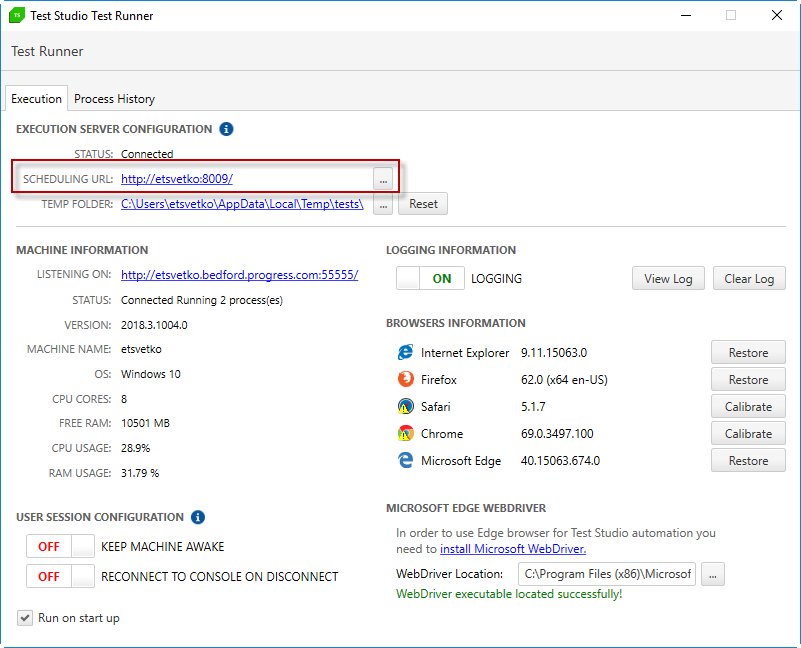 TS Test Studio Test Runner
Test Runner
Execution Process History
EXECUTION SERVER CONFIGURATION i
STATUS: Connected
SCHEDULING URL: http://etsvetko:8009/ ...
TEMP FOLDER: C:\Users\etsvetko\AppData\Local\Temp\tests\ ... Reset
MACHINE INFORMATION
LISTENING ON: http://etsvetko.bedford.progress.com:55555/
STATUS: Connected Running 2 process(es)
VERSION: 2018.3.1004.0
MACHINE NAME: etsvetko
OS: Windows 10
CPU CORES: 8
FREE RAM: 10501 MB
CPU USAGE: 28.9%
RAM USAGE: 31.79 %
USER SESSION CONFIGURATION i
OFF KEEP MACHINE AWAKE
OFF RECONNECT TO CONSOLE ON DISCONNECT
Run on start up
LOGGING INFORMATION
ON LOGGING View Log Clear Log
BROWSERS INFORMATION
Internet Explorer 9.11.15063.0 Restore
Firefox 62.0 (x64 en-US) Restore
Safari 5.1.7 Calibrate
Chrome 69.0.3497.100 Calibrate
Microsoft Edge 40.15063.674.0 Restore
MICROSOFT EDGE WEBDRIVER
In order to use Edge browser for Test Studio automation you
need to install Microsoft WebDriver.
WebDriver Location: C:\Program Files (x86)\Microsof ...
WebDriver executable located successfully!